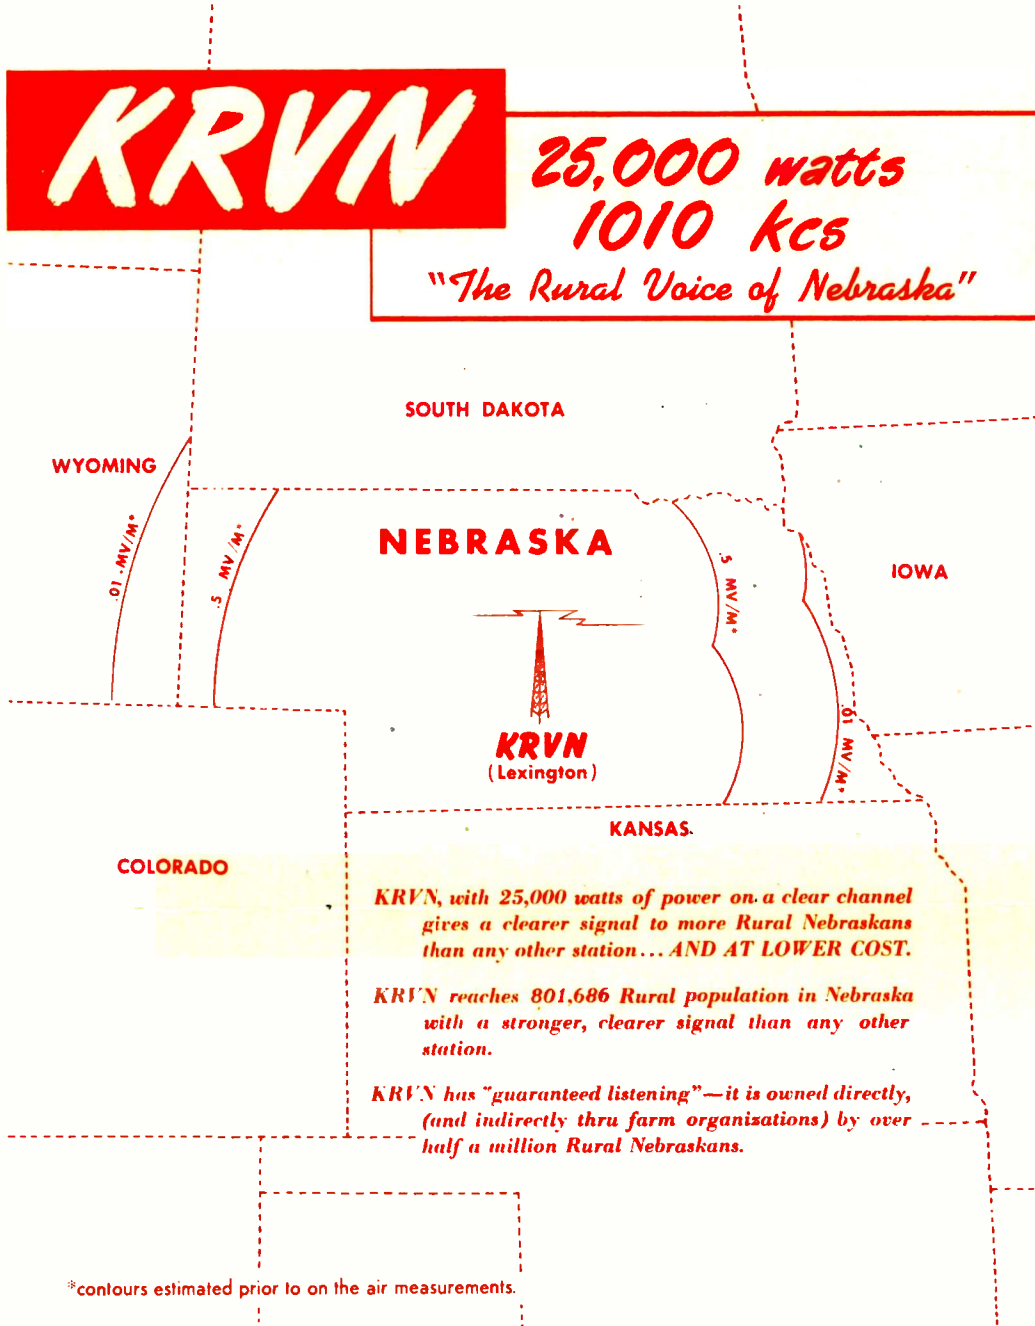 KRVN
25,000 watts
1010 kcs
"The Rural Voice of Nebraska"
SOUTH DAKOTA
WYOMING
NEBRASKA
IOWA
.01 MV/M*
.5 MV/M*
.5 MV/M*
.01 MV/M*
KRVN
(Lexington)
KANSAS
COLORADO
KRVN, with 25,000 watts of power on a clear channel
gives a clearer signal to more Rural Nebraskans
than any other station... AND AT LOWER COST.
KRVN reaches 801,686 Rural population in Nebraska
with a stronger, clearer signal than any other
station.
KRVN has "guaranteed listening"—it is owned directly,
(and indirectly thru farm organizations) by over
half a million Rural Nebraskans.
*contours estimated prior to on the air measurements.